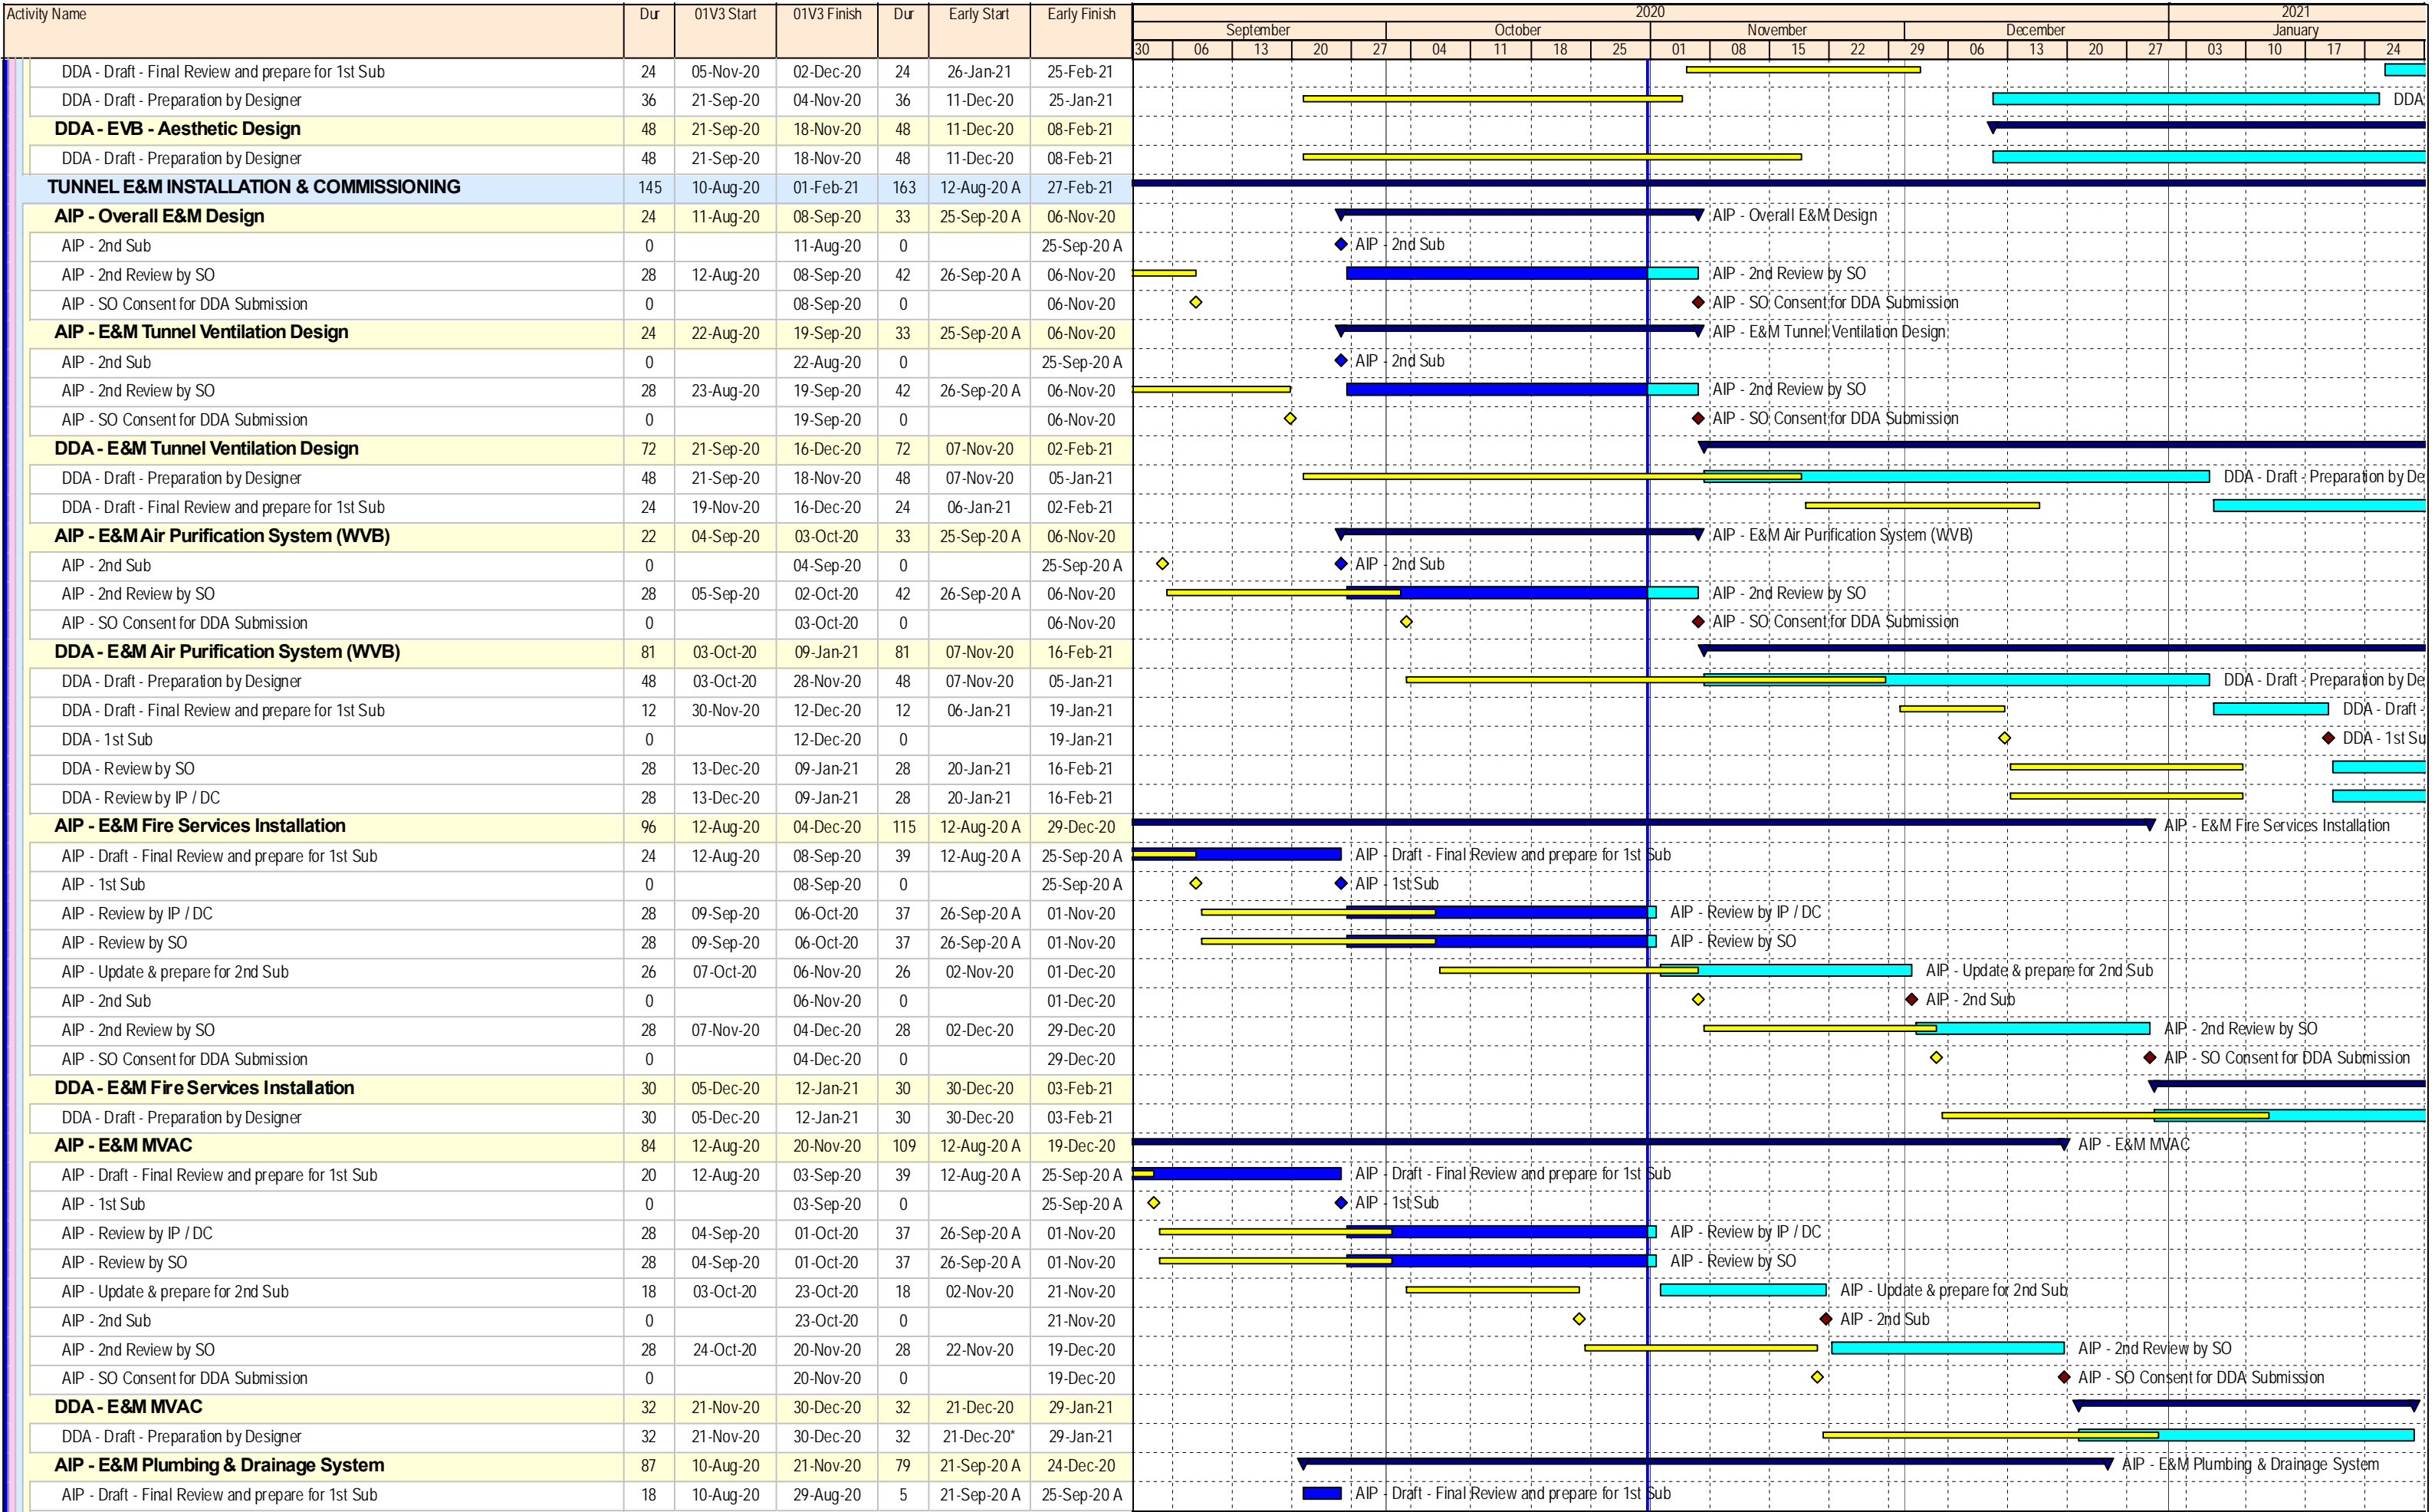 Activity Name Dur 01V3 Start 01V3 Finish Dur Early Start Early Finish 2020 2021
September October November December January
30 06 13 20 27 04 11 18 25 01 08 15 22 29 06 13 20 27 03 10 17 24
DDA - Draft - Final Review and prepare for 1st Sub 24 05-Nov-20 02-Dec-20 24 26-Jan-21 25-Feb-21
DDA - Draft - Preparation by Designer 36 21-Sep-20 04-Nov-20 36 11-Dec-20 25-Jan-21 DDA
DDA - EVB - Aesthetic Design 48 21-Sep-20 18-Nov-20 48 11-Dec-20 08-Feb-21
DDA - Draft - Preparation by Designer 48 21-Sep-20 18-Nov-20 48 11-Dec-20 08-Feb-21
TUNNEL E&M INSTALLATION & COMMISSIONING 145 10-Aug-20 01-Feb-21 163 12-Aug-20 A 27-Feb-21
AIP - Overall E&M Design 24 11-Aug-20 08-Sep-20 33 25-Sep-20 A 06-Nov-20 AIP - Overall E&M Design
AIP - 2nd Sub 0 11-Aug-20 0 25-Sep-20 A AIP - 2nd Sub
AIP - 2nd Review by SO 28 12-Aug-20 08-Sep-20 42 26-Sep-20 A 06-Nov-20 AIP - 2nd Review by SO
AIP - SO Consent for DDA Submission 0 08-Sep-20 0 06-Nov-20 AIP - SO Consent for DDA Submission
AIP - E&M Tunnel Ventilation Design 24 22-Aug-20 19-Sep-20 33 25-Sep-20 A 06-Nov-20 AIP - E&M Tunnel Ventilation Design
AIP - 2nd Sub 0 22-Aug-20 0 25-Sep-20 A AIP - 2nd Sub
AIP - 2nd Review by SO 28 23-Aug-20 19-Sep-20 42 26-Sep-20 A 06-Nov-20 AIP - 2nd Review by SO
AIP - SO Consent for DDA Submission 0 19-Sep-20 0 06-Nov-20 AIP - SO Consent for DDA Submission
DDA - E&M Tunnel Ventilation Design 72 21-Sep-20 16-Dec-20 72 07-Nov-20 02-Feb-21
DDA - Draft - Preparation by Designer 48 21-Sep-20 18-Nov-20 48 07-Nov-20 05-Jan-21 DDA - Draft - Preparation by De
DDA - Draft - Final Review and prepare for 1st Sub 24 19-Nov-20 16-Dec-20 24 06-Jan-21 02-Feb-21
AIP - E&M Air Purification System (WVB) 22 04-Sep-20 03-Oct-20 33 25-Sep-20 A 06-Nov-20 AIP - E&M Air Purification System (WVB)
AIP - 2nd Sub 0 04-Sep-20 0 25-Sep-20 A AIP - 2nd Sub
AIP - 2nd Review by SO 28 05-Sep-20 02-Oct-20 42 26-Sep-20 A 06-Nov-20 AIP - 2nd Review by SO
AIP - SO Consent for DDA Submission 0 03-Oct-20 0 06-Nov-20 AIP - SO Consent for DDA Submission
DDA - E&M Air Purification System (WVB) 81 03-Oct-20 09-Jan-21 81 07-Nov-20 16-Feb-21
DDA - Draft - Preparation by Designer 48 03-Oct-20 28-Nov-20 48 07-Nov-20 05-Jan-21 DDA - Draft - Preparation by De
DDA - Draft - Final Review and prepare for 1st Sub 12 30-Nov-20 12-Dec-20 12 06-Jan-21 19-Jan-21 DDA - Draft -
DDA - 1st Sub 0 12-Dec-20 0 19-Jan-21 DDA - 1st Su
DDA - Review by SO 28 13-Dec-20 09-Jan-21 28 20-Jan-21 16-Feb-21
DDA - Review by IP / DC 28 13-Dec-20 09-Jan-21 28 20-Jan-21 16-Feb-21
AIP - E&M Fire Services Installation 96 12-Aug-20 04-Dec-20 115 12-Aug-20 A 29-Dec-20 AIP - E&M Fire Services Installation
AIP - Draft - Final Review and prepare for 1st Sub 24 12-Aug-20 08-Sep-20 39 12-Aug-20 A 25-Sep-20 A AIP - Draft - Final Review and prepare for 1st Sub
AIP - 1st Sub 0 08-Sep-20 0 25-Sep-20 A AIP - 1st Sub
AIP - Review by IP / DC 28 09-Sep-20 06-Oct-20 37 26-Sep-20 A 01-Nov-20 AIP - Review by IP / DC
AIP - Review by SO 28 09-Sep-20 06-Oct-20 37 26-Sep-20 A 01-Nov-20 AIP - Review by SO
AIP - Update & prepare for 2nd Sub 26 07-Oct-20 06-Nov-20 26 02-Nov-20 01-Dec-20 AIP - Update & prepare for 2nd Sub
AIP - 2nd Sub 0 06-Nov-20 0 01-Dec-20 AIP - 2nd Sub
AIP - 2nd Review by SO 28 07-Nov-20 04-Dec-20 28 02-Dec-20 29-Dec-20 AIP - 2nd Review by SO
AIP - SO Consent for DDA Submission 0 04-Dec-20 0 29-Dec-20 AIP - SO Consent for DDA Submission
DDA - E&M Fire Services Installation 30 05-Dec-20 12-Jan-21 30 30-Dec-20 03-Feb-21
DDA - Draft - Preparation by Designer 30 05-Dec-20 12-Jan-21 30 30-Dec-20 03-Feb-21
AIP - E&M MVAC 84 12-Aug-20 20-Nov-20 109 12-Aug-20 A 19-Dec-20 AIP - E&M MVAC
AIP - Draft - Final Review and prepare for 1st Sub 20 12-Aug-20 03-Sep-20 39 12-Aug-20 A 25-Sep-20 A AIP - Draft - Final Review and prepare for 1st Sub
AIP - 1st Sub 0 03-Sep-20 0 25-Sep-20 A AIP - 1st Sub
AIP - Review by IP / DC 28 04-Sep-20 01-Oct-20 37 26-Sep-20 A 01-Nov-20 AIP - Review by IP / DC
AIP - Review by SO 28 04-Sep-20 01-Oct-20 37 26-Sep-20 A 01-Nov-20 AIP - Review by SO
AIP - Update & prepare for 2nd Sub 18 03-Oct-20 23-Oct-20 18 02-Nov-20 21-Nov-20 AIP - Update & prepare for 2nd Sub
AIP - 2nd Sub 0 23-Oct-20 0 21-Nov-20 AIP - 2nd Sub
AIP - 2nd Review by SO 28 24-Oct-20 20-Nov-20 28 22-Nov-20 19-Dec-20 AIP - 2nd Review by SO
AIP - SO Consent for DDA Submission 0 20-Nov-20 0 19-Dec-20 AIP - SO Consent for DDA Submission
DDA - E&M MVAC 32 21-Nov-20 30-Dec-20 32 21-Dec-20 29-Jan-21
DDA - Draft - Preparation by Designer 32 21-Nov-20 30-Dec-20 32 21-Dec-20* 29-Jan-21
AIP - E&M Plumbing & Drainage System 87 10-Aug-20 21-Nov-20 79 21-Sep-20 A 24-Dec-20 AIP - E&M Plumbing & Drainage System
AIP - Draft - Final Review and prepare for 1st Sub 18 10-Aug-20 29-Aug-20 5 21-Sep-20 A 25-Sep-20 A AIP - Draft - Final Review and prepare for 1st Sub